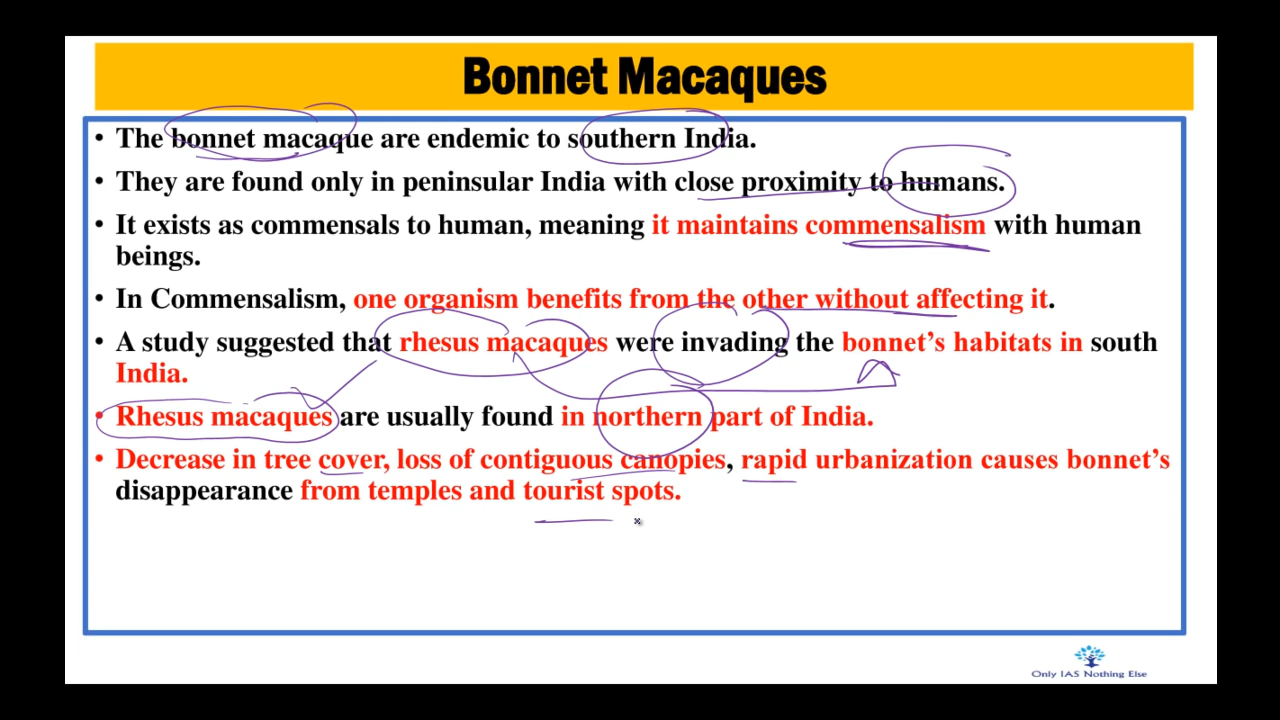 Bonnet Macaques
• The bonnet macaque are endemic to southern India.
• They are found only in peninsular India with close proximity to humans.
• It exists as commensals to human, meaning it maintains commensalism with human
beings.
• In Commensalism, one organism benefits from the other without affecting it.
• A study suggested that rhesus macaques were invading the bonnet’s habitats in south
India.
• Rhesus macaques are usually found in northern part of India.
• Decrease in tree cover, loss of contiguous canopies, rapid urbanization causes bonnet’s
disappearance from temples and tourist spots.
Only IAS Nothing Else